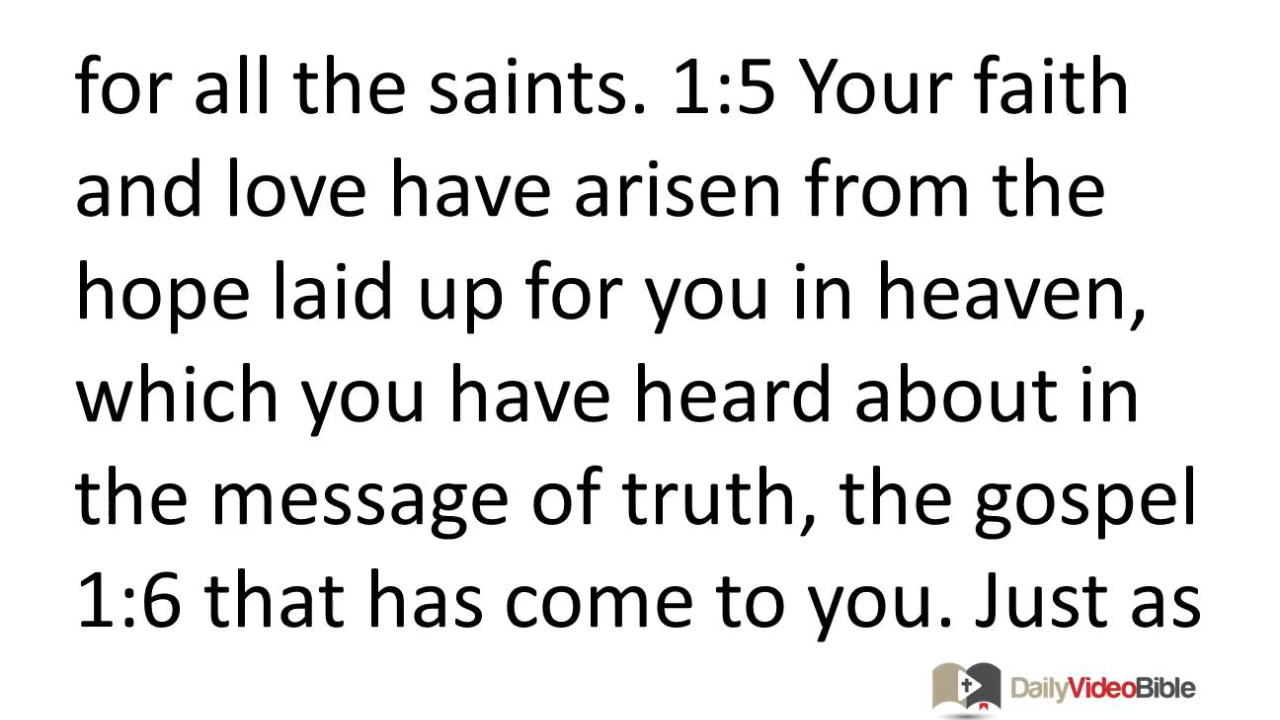 for all the saints. 1:5 Your faith
and love have arisen from the
hope laid up for you in heaven,
which you have heard about in
the message of truth, the gospel
1:6 that has come to you. Just as
DailyVideoBible